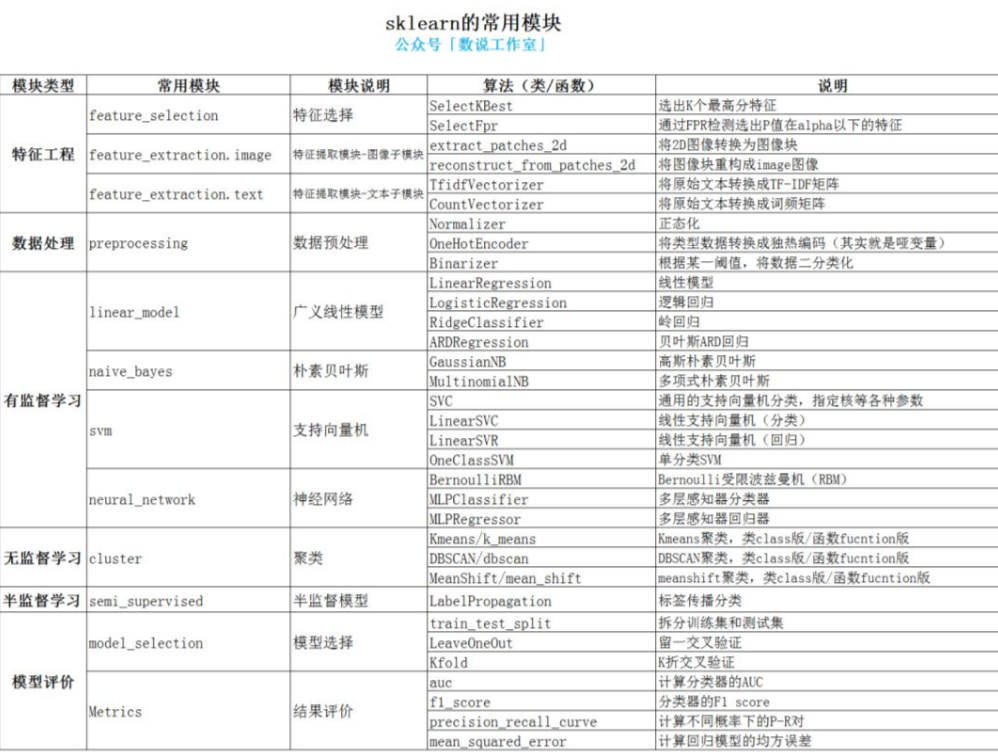 sklearn的常用模块
公众号「数说工作室」
模块类型 常用模块 模块说明 算法（类/函数） 说明
特征工程 feature_selection 特征选择 SelectKBest 选出K个最高分特征
SelectFpr 通过FPR检测选出P值在alpha以下的特征
feature_extraction.image 特征提取模块-图像子模块 extract_patches_2d 将2D图像转换为图像块
reconstruct_from_patches_2d 将图像块重构成image图像
feature_extraction.text 特征提取模块-文本子模块 TfidfVectorizer 将原始文本转换成TF-IDF矩阵
CountVectorizer 将原始文本转换成词频矩阵
数据处理 preprocessing 数据预处理 Normalizer 正态化
OneHotEncoder 将类型数据转换成独热编码（其实就是哑变量）
Binarizer 根据某一阈值，将数据二分类化
有监督学习 linear_model 广义线性模型 LinearRegression 线性模型
LogisticRegression 逻辑回归
RidgeClassifier 岭回归
ARDRegression 贝叶斯ARD回归
naive_bayes 朴素贝叶斯 GaussianNB 高斯朴素贝叶斯
MultinomialNB 多项式朴素贝叶斯
svm 支持向量机 SVC 通用的支持向量机分类，指定核等各种参数
LinearSVC 线性支持向量机（分类）
LinearSVR 线性支持向量机（回归）
OneClassSVM 单分类SVM
neural_network 神经网络 BernoulliRBM Bernoulli受限波兹曼机（RBM）
MLPClassifier 多层感知器分类器
MLPRegressor 多层感知器回归器
无监督学习 cluster 聚类 Kmeans/k_means Kmeans聚类，类class版/函数fucntion版
DBSCAN/dbscan DBSCAN聚类，类class版/函数fucntion版
MeanShift/mean_shift meanshift聚类，类class版/函数fucntion版
半监督学习 semi_supervised 半监督模型 LabelPropagation 标签传播分类
模型评价 model_selection 模型选择 train_test_split 拆分训练集和测试集
LeaveOneOut 留一交叉验证
Kfold K折交叉验证
Metrics 结果评价 auc 计算分类器的AUC
f1_score 分类器的F1 score
precision_recall_curve 计算不同概率下的P-R对
mean_squared_error 计算回归模型的均方误差